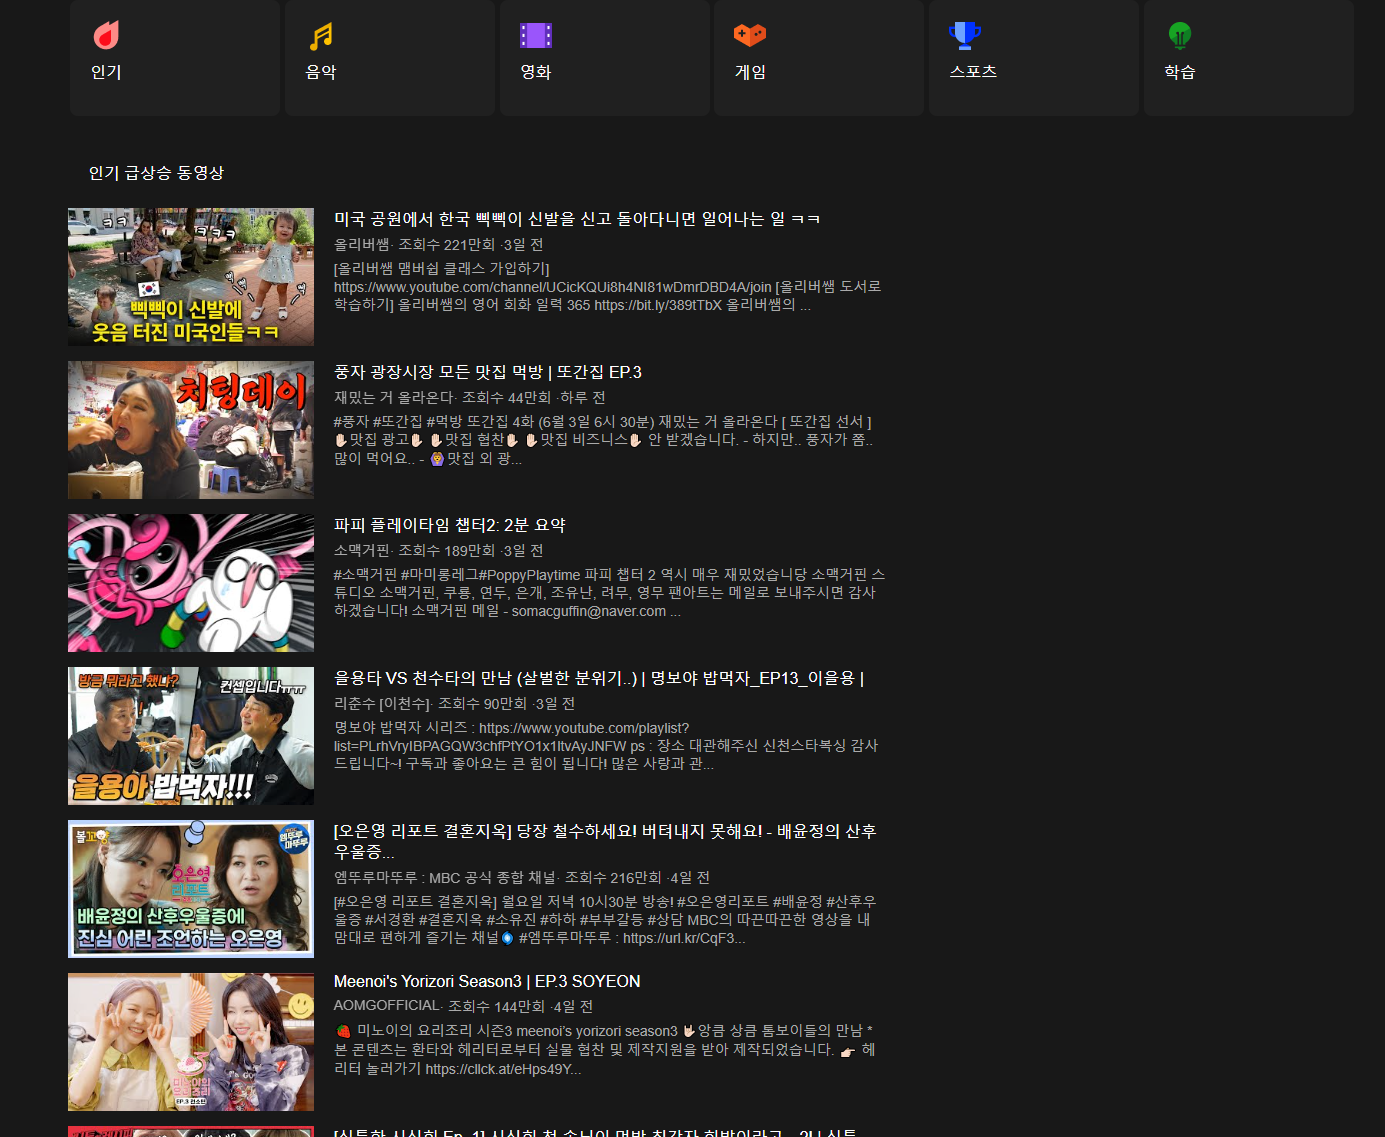 인기
음악
영화
게임
스포츠
학습
인기 급상승 동영상
ㅋㅋ
ㅋㅋㅋ
삑삑이 신발에
웃음 터진 미국인들ㅋㅋ
미국 공원에서 한국 삑삑이 신발을 신고 돌아다니면 일어나는 일 ㅋㅋ
올리버쌤· 조회수 221만회 ·3일 전
[올리버쌤 맴버쉽 클래스 가입하기]
https://www.youtube.com/channel/UCicKQUi8h4NI81wDmrDBD4A/join [올리버쌤 도서로
학습하기] 올리버쌤의 영어 회화 일력 365 https://bit.ly/389tTbX 올리버쌤의 ...
치팅데이
풍자 광장시장 모든 맛집 먹방 | 또간집 EP.3
재밌는 거 올라온다· 조회수 44만회 ·하루 전
#풍자 #또간집 #먹방 또간집 4화 (6월 3일 6시 30분) 재밌는 거 올라온다 [ 또간집 선서 ]
✋🏻맛집 광고✋🏻 ✋🏻맛집 협찬✋🏻 ✋🏻맛집 비즈니스✋🏻 안 받겠습니다. - 하지만.. 풍자가 쫌..
많이 먹어요.. - 🙆‍♀️맛집 외 광...
파피 플레이타임 챕터2: 2분 요약
소맥거핀· 조회수 189만회 ·3일 전
#소맥거핀 #마미롱레그#PoppyPlaytime 파피 챕터 2 역시 매우 재밌었습니당 소맥거핀 스
튜디오 소맥거핀, 쿠룡, 연두, 은개, 조유난, 려무, 영무 팬아트는 메일로 보내주시면 감사
하겠습니다! 소맥거핀 메일 - somacguffin@naver.com ...
방금 뭐라고 했냐?
컨셉입니다ㅠㅠ
을용아 밥먹자!!!
을용타 VS 천수타의 만남 (살벌한 분위기..) | 명보야 밥먹자_EP13_이을용 |
리춘수 [이천수]· 조회수 90만회 ·3일 전
명보야 밥먹자 시리즈 : https://www.youtube.com/playlist?
list=PLrhVryIBPAGQW3chfPtYO1x1ltvAyJNFW ps : 장소 대관해주신 신천스타복싱 감사
드립니다~! 구독과 좋아요는 큰 힘이 됩니다! 많은 사랑과 관...
볼꼬양
엠뚜루
마뚜루
오은영
리포트
배윤정의 산후우울증에
진심 어린 조언하는 오은영
[오은영 리포트 결혼지옥] 당장 철수하세요! 버텨내지 못해요! - 배윤정의 산후
우울증...
엠뚜루마뚜루 : MBC 공식 종합 채널· 조회수 216만회 ·4일 전
[#오은영 리포트 결혼지옥] 월요일 저녁 10시30분 방송! #오은영리포트 #배윤정 #산후우
울증 #서경환 #결혼지옥 #소유진 #하하 #부부갈등 #상담 MBC의 따끈따끈한 영상을 내
맘대로 편하게 즐기는 채널🧿 #엠뚜루마뚜루 : https://url.kr/CqF3...
미노이의
요리조리
EP.3 전소연
Meenoi's Yorizori Season3 | EP.3 SOYEON
AOMGOFFICIAL· 조회수 144만회 ·4일 전
🍓 미노이의 요리조리 시즌3 meenoi’s yorizori season3 🤟🏻앙큼 상큼 톰보이들의 만남 *
본 콘텐츠는 환타와 헤리터로부터 실물 협찬 및 제작지원을 받아 제작되었습니다. 👉🏻 헤
리터 놀러가기 https://cllck.at/eHps49Y...